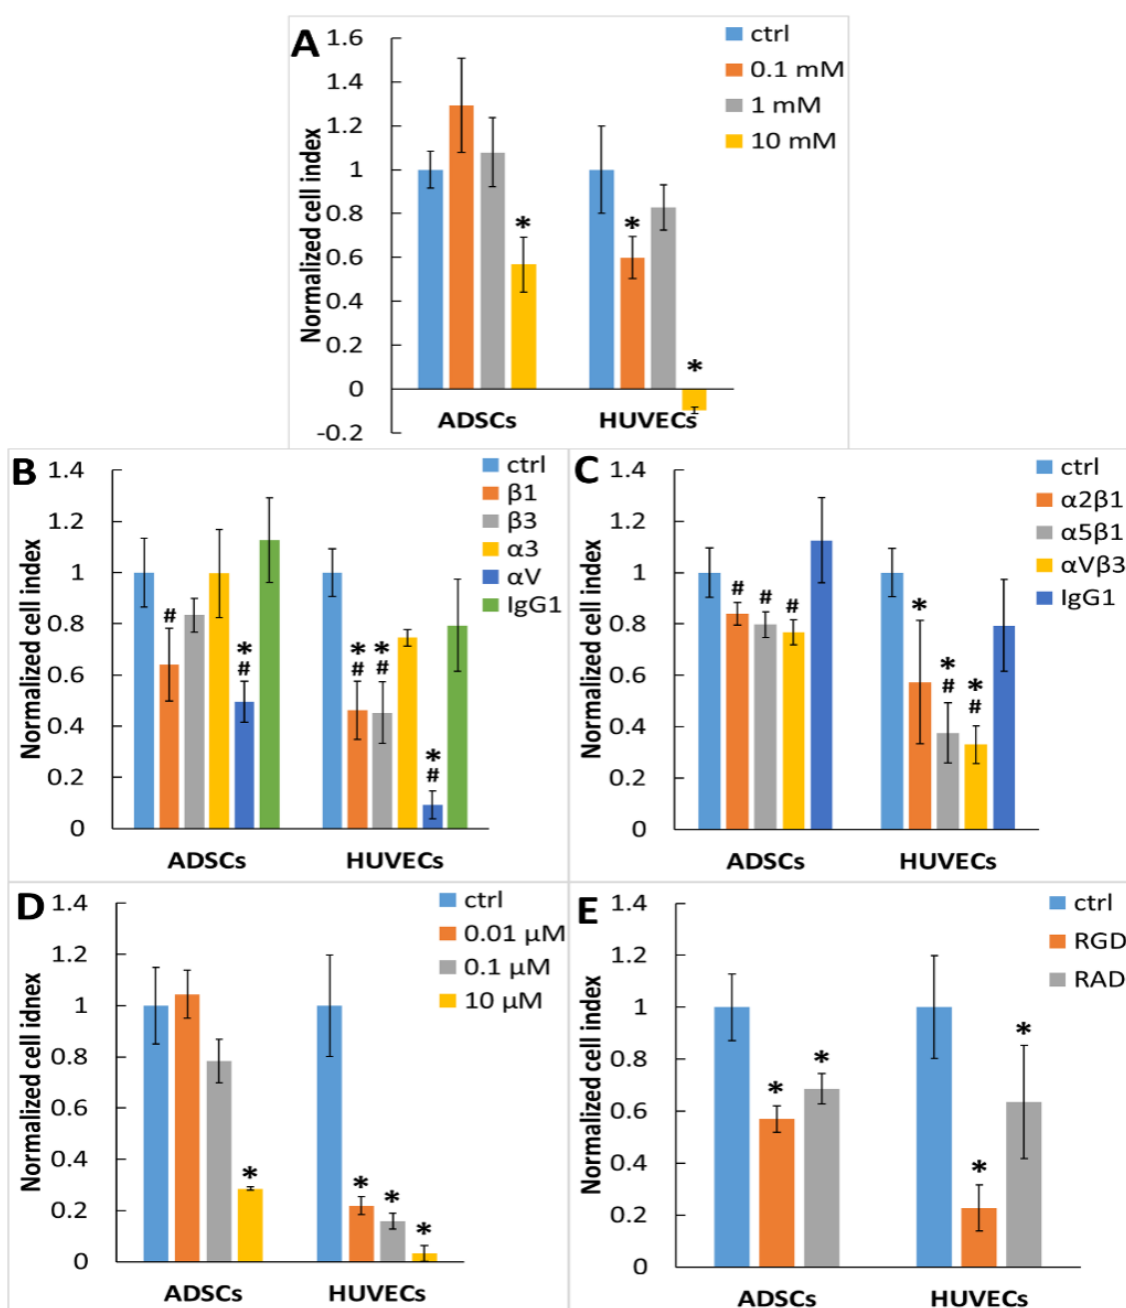 A
Normalized cell index
1.6
1.4
1.2
1
0.8
0.6
0.4
0.2
0
-0.2
ctrl
0.1 mM
1 mM
10 mM
*
*
*
ADSCs
HUVECs
B
Normalized cell index
1.4
1.2
1
0.8
0.6
0.4
0.2
0
ctrl
β1
β3
α3
αV
IgG1
#
*
#
* *
# #
*
#
ADSCs
HUVECs
C
Normalized cell index
1.4
1.2
1
0.8
0.6
0.4
0.2
0
ctrl
α2β1
α5β1
αVβ3
IgG1
# # #
*
*
#
*
#
ADSCs
HUVECs
D
Normalized cell idnex
1.4
1.2
1
0.8
0.6
0.4
0.2
0
ctrl
0.01 µM
0.1 µM
10 µM
*
*
*
*
ADSCs
HUVECs
E
Normalized cell index
1.4
1.2
1
0.8
0.6
0.4
0.2
0
ctrl
RGD
RAD
*
*
*
*
ADSCs
HUVECs